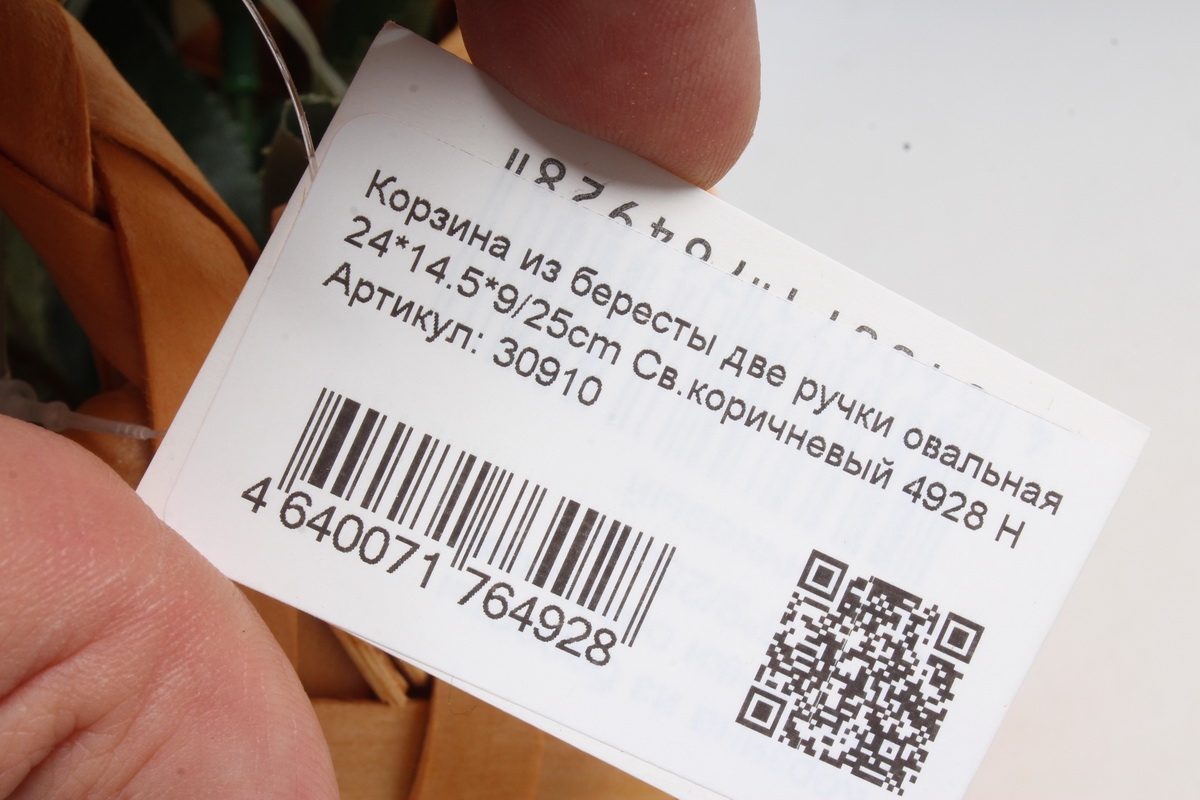 Корзина из бересты две ручки овальная
24*14.5*9/25cm Св.коричневый 4928 Н
Артикул: 30910
4 640071 764928